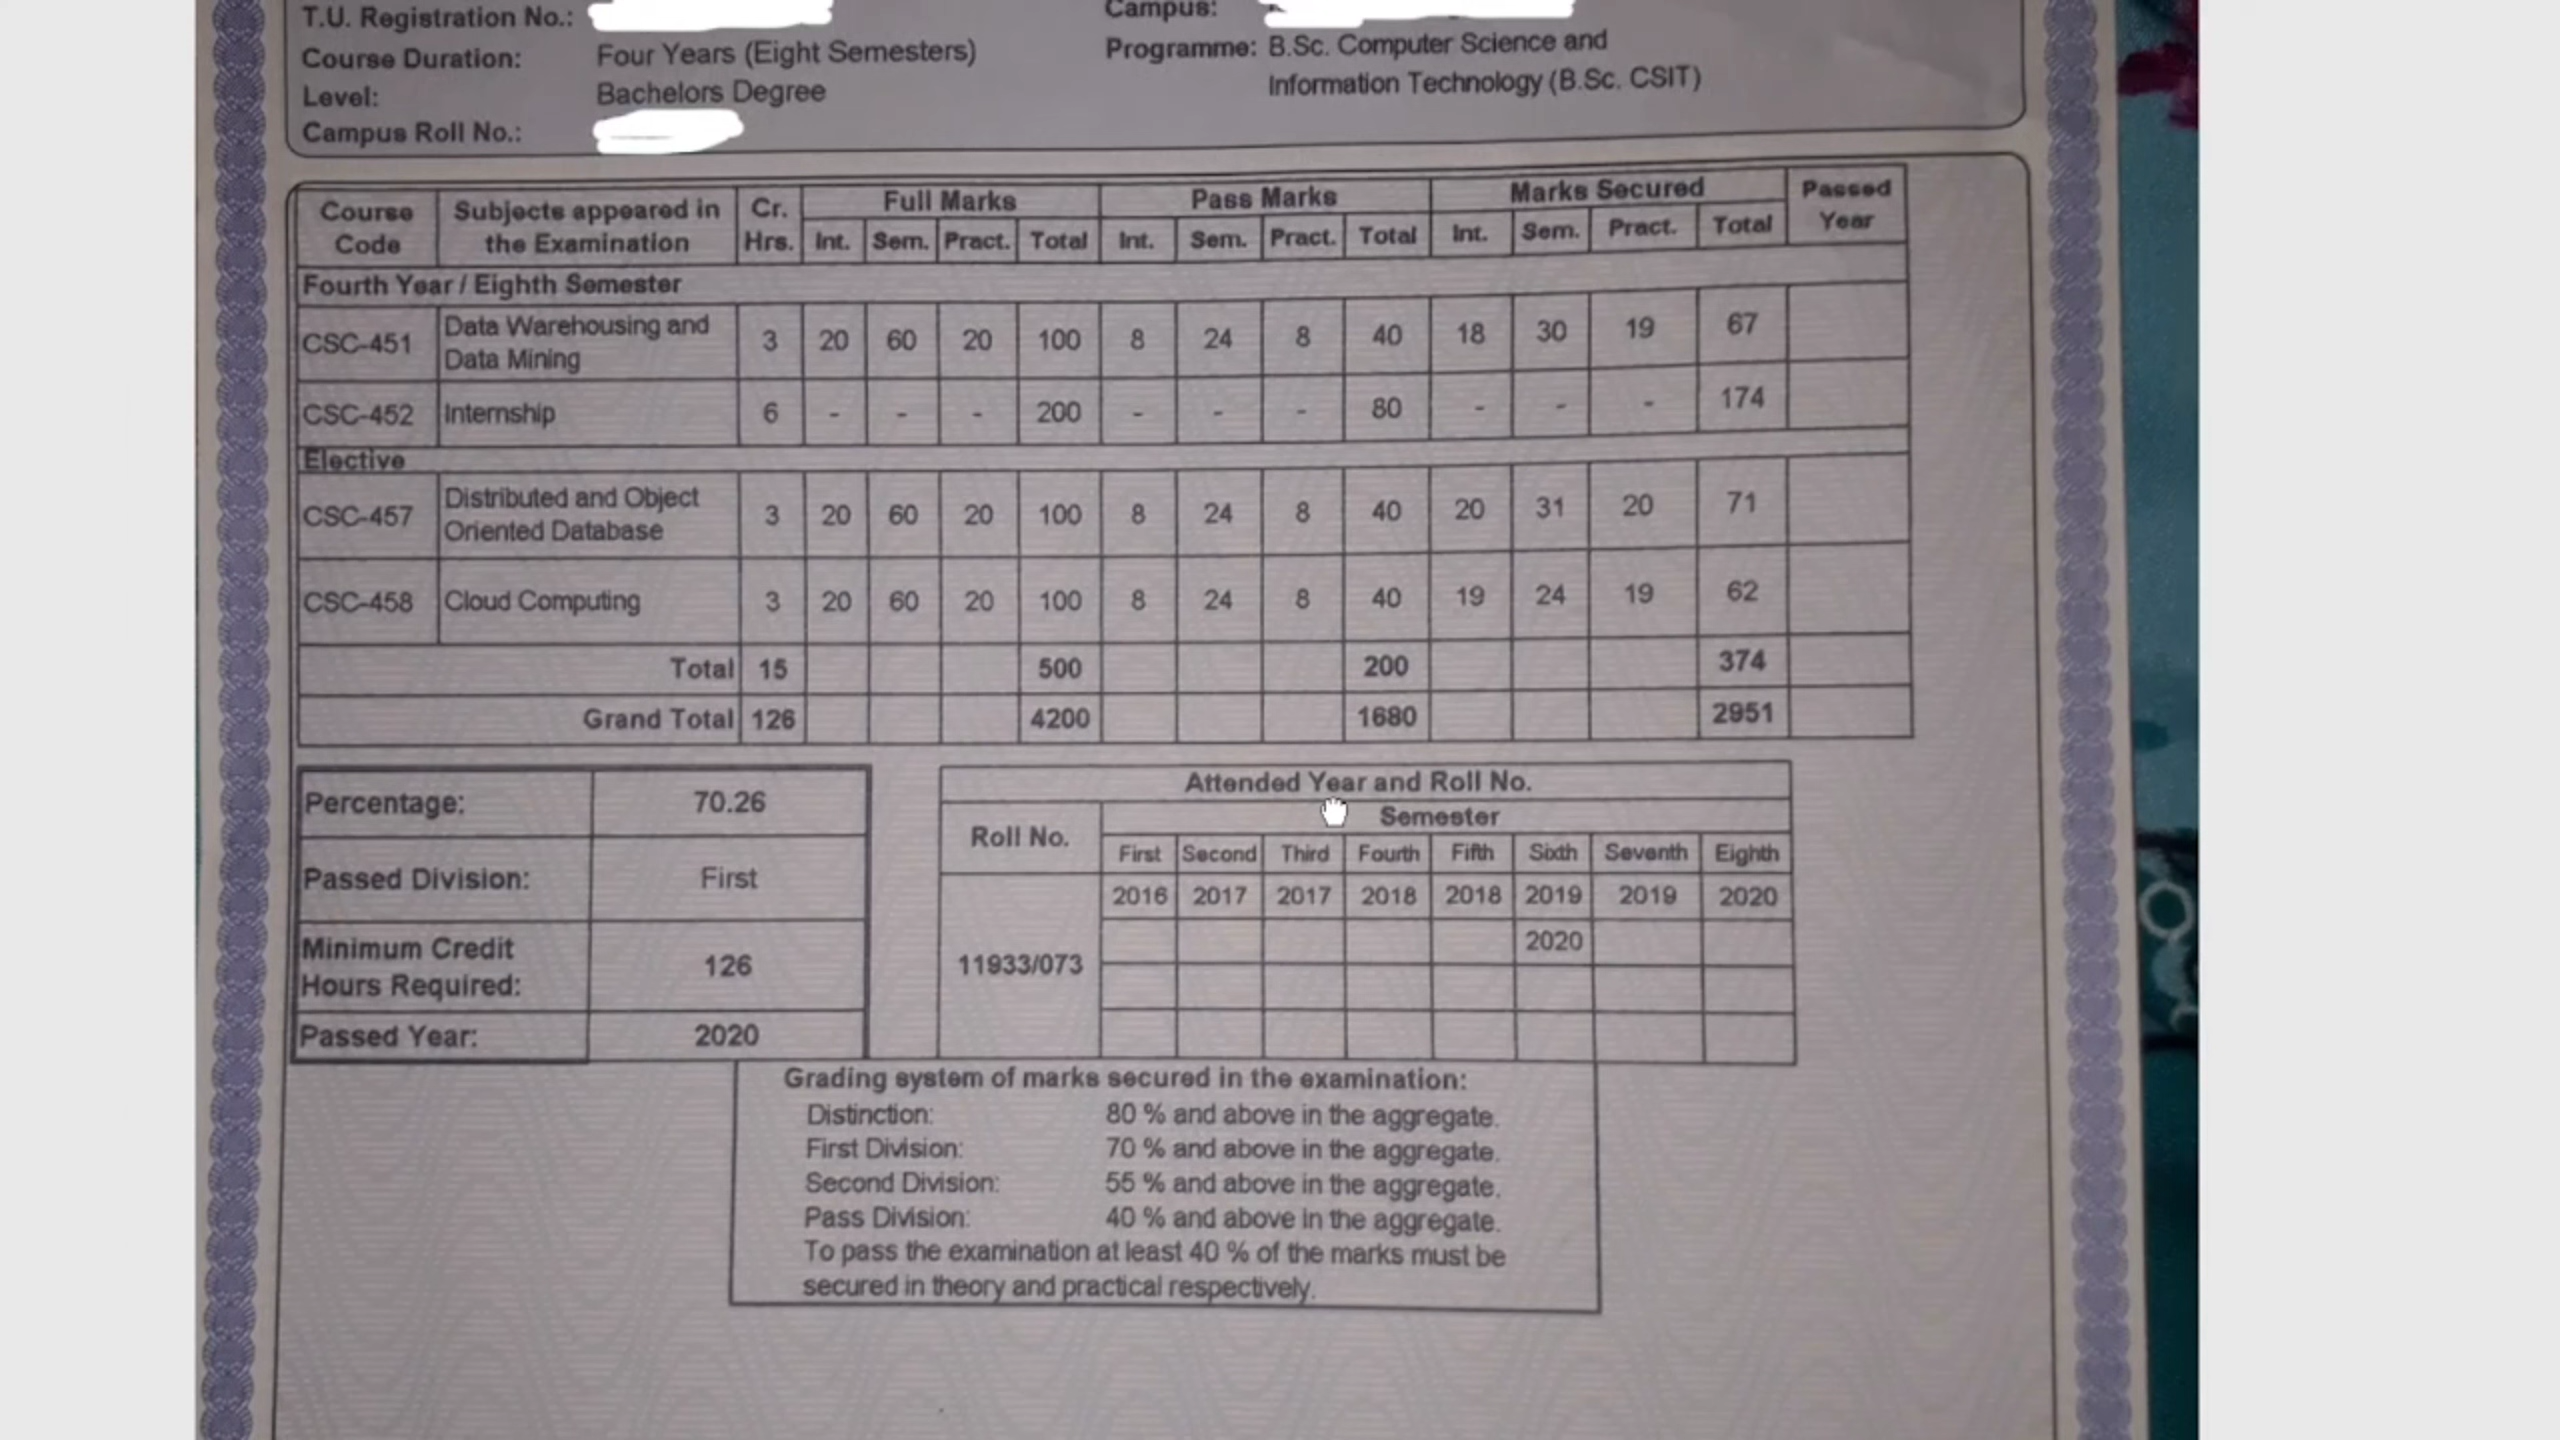 T.U. Registration No.: Campus:
Course Duration: Four Years (Eight Semesters) Programme: B.Sc. Computer Science and
Level: Bachelors Degree Information Technology (B.Sc. CSIT)
Campus Roll No.:
Course Code Subjects appeared in the Examination Cr. Hrs. Full Marks Pass Marks Marks Secured Passed Year
Int. Sem. Pract. Total Int. Sem. Pract. Total Int. Sem. Pract. Total
Fourth Year / Eighth Semester
CSC-451 Data Warehousing and Data Mining 3 20 60 20 100 8 24 8 40 18 30 19 67
CSC-452 Internship 6 - - - 200 - - - 80 - - - 174
Elective
CSC-457 Distributed and Object Oriented Database 3 20 60 20 100 8 24 8 40 20 31 20 71
CSC-458 Cloud Computing 3 20 60 20 100 8 24 8 40 19 24 19 62
Total 15 500 200 374
Grand Total 126 4200 1680 2951
Percentage: 70.26
Passed Division: First
Minimum Credit Hours Required: 126
Passed Year: 2020
Attended Year and Roll No.
Roll No. Semester
First Second Third Fourth Fifth Sixth Seventh Eighth
2016 2017 2017 2018 2018 2019 2019 2020
2020
11933/073
Grading system of marks secured in the examination:
Distinction: 80 % and above in the aggregate.
First Division: 70 % and above in the aggregate.
Second Division: 55 % and above in the aggregate.
Pass Division: 40 % and above in the aggregate.
To pass the examination at least 40 % of the marks must be
secured in theory and practical respectively.